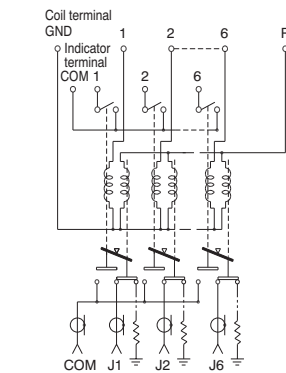 Coil terminal
GND 1 2 6 R
Indicator
terminal
COM 1 2 6
COM J1 J2 J6